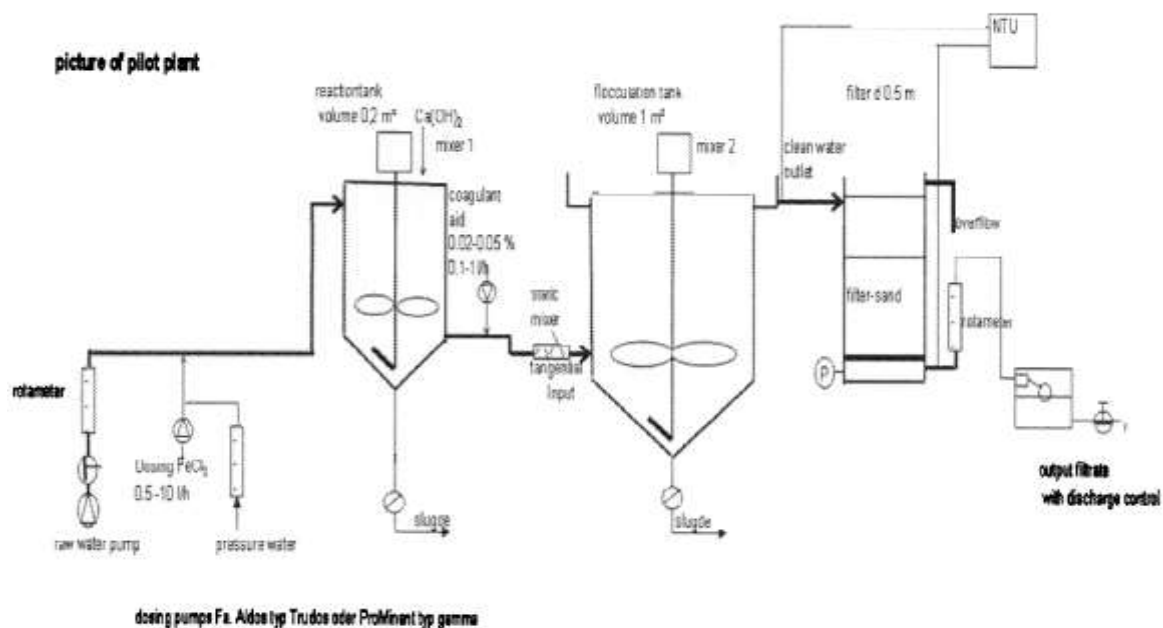 picture of pilot plant
reactiontank
volume 0,2 m³
Ca(OH)₂
mixer 1
flocculation tank
volume 1 m³
mixer 2
filter d 0.5 m
NTU
clean water
outlet
coagulant
aid
0.02-0.05 %
0.1-1 l/h
static
mixer
tangential
Input
overflow
filter-sand
rotameter
P
rotameter
Dosing FeCl₃
0.5-10 l/h
raw water pump
pressure water
slugde
slugde
output filtrate
with discharge control
dosing pumps Fa. Aldos typ Trudos oder ProMinent typ gamma